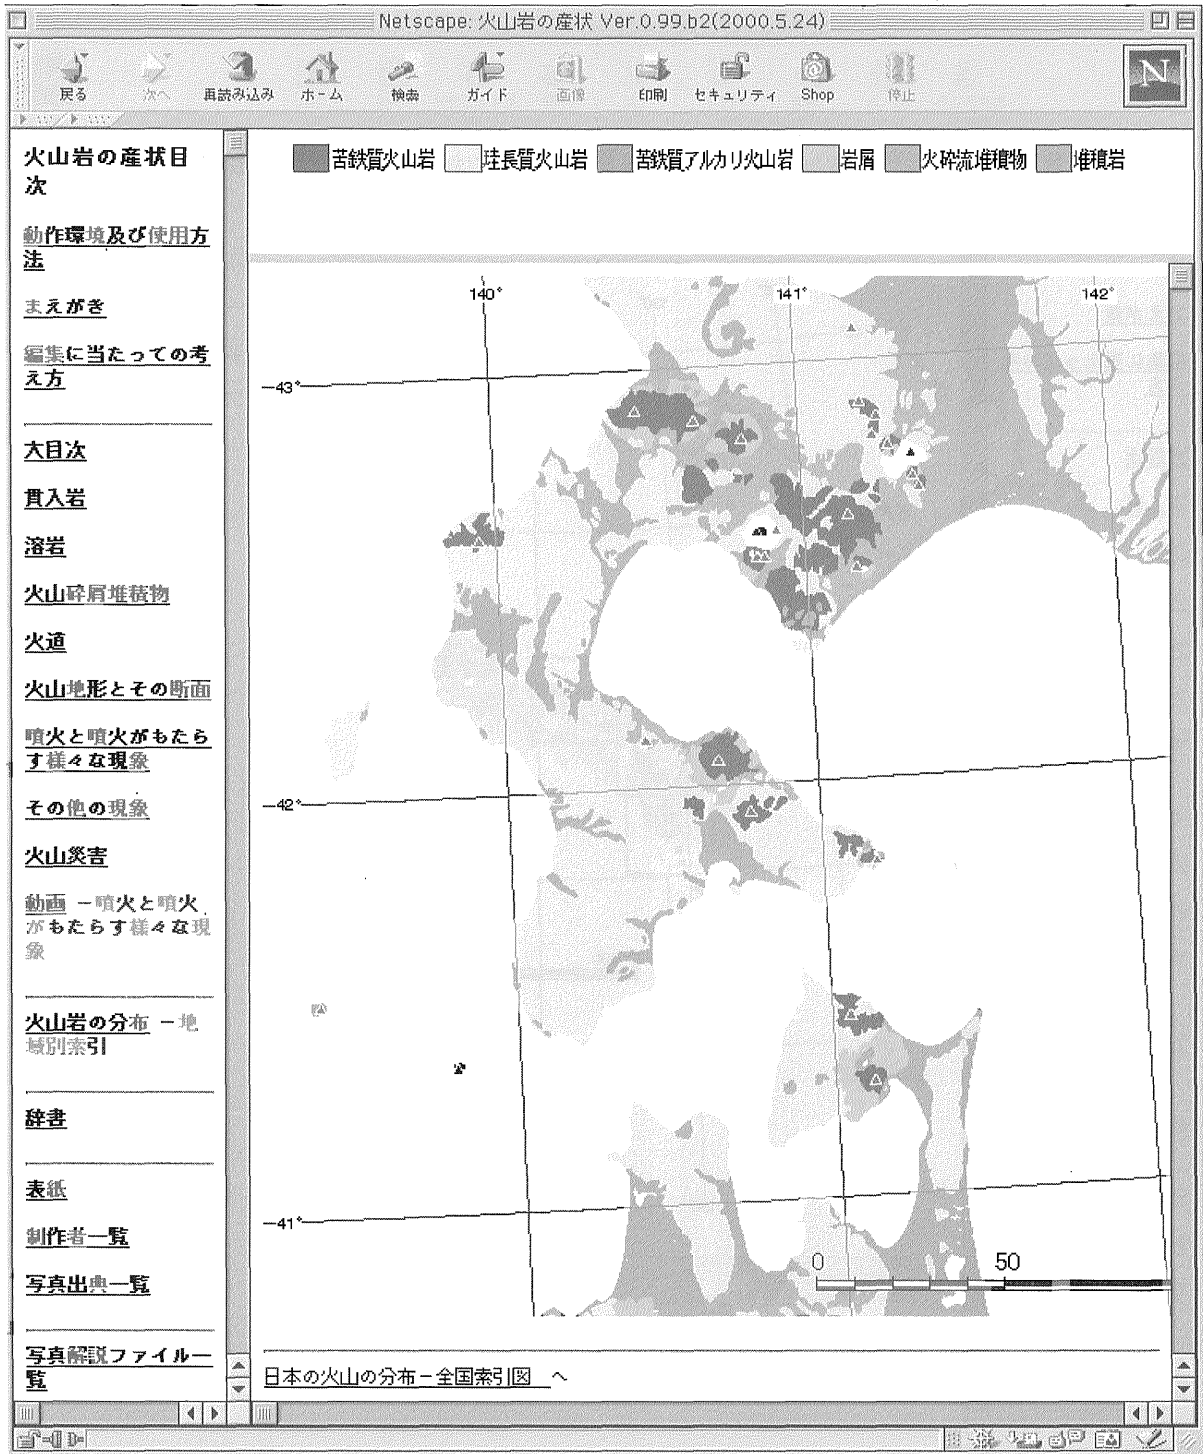 Netscape: 火山岩の産状 Ver.0.99.b2(2000.5.24)
戻る 次へ 再読み込み ホーム 検索 ガイド 画像 印刷 セキュリティ Shop 停止
N
火山岩の産状目
次
動作環境及び使用方
法
まえがき
編集に当たっての考
え方
大目次
貫入岩
溶岩
火山砕屑堆積物
火道
火山地形とその断面
噴火と噴火がもたら
す様々な現象
その他の現象
火山災害
動画 －噴火と噴火
がもたらす様々な現
象
火山岩の分布 －地
域別索引
辞書
表紙
制作者一覧
写真出典一覧
写真解説ファイル一
覧
苦鉄質火山岩 珪長質火山岩 苦鉄質アルカリ火山岩 岩屑 火砕流堆積物 堆積岩
140° 141° 142°
43°
42°
41°
0 50
日本の火山の分布－全国索引図 へ